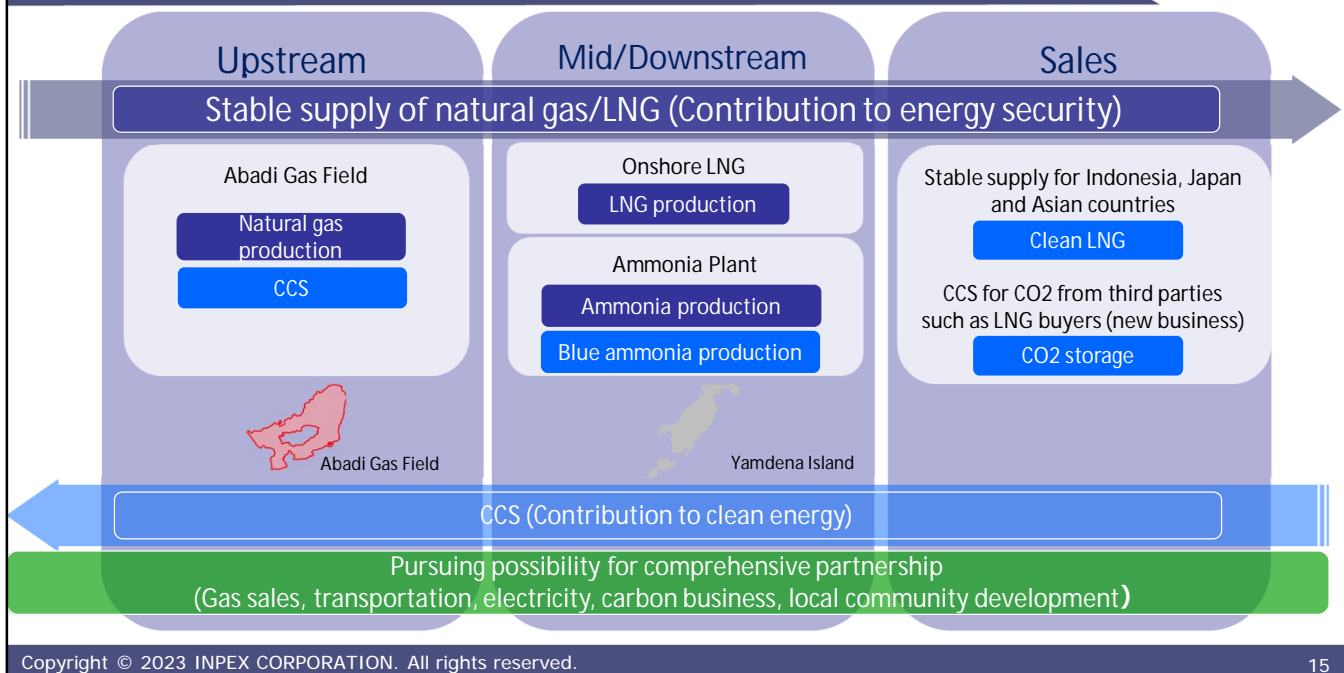 Upstream
Mid/Downstream
Sales
Stable supply of natural gas/LNG (Contribution to energy security)
Abadi Gas Field
Natural gas
production
CCS
Abadi Gas Field
Onshore LNG
LNG production
Ammonia Plant
Ammonia production
Blue ammonia production
Yamdena Island
Stable supply for Indonesia, Japan
and Asian countries
Clean LNG
CCS for CO2 from third parties
such as LNG buyers (new business)
CO2 storage
CCS (Contribution to clean energy)
Pursuing possibility for comprehensive partnership
(Gas sales, transportation, electricity, carbon business, local community development)
Copyright © 2023 INPEX CORPORATION. All rights reserved.
15